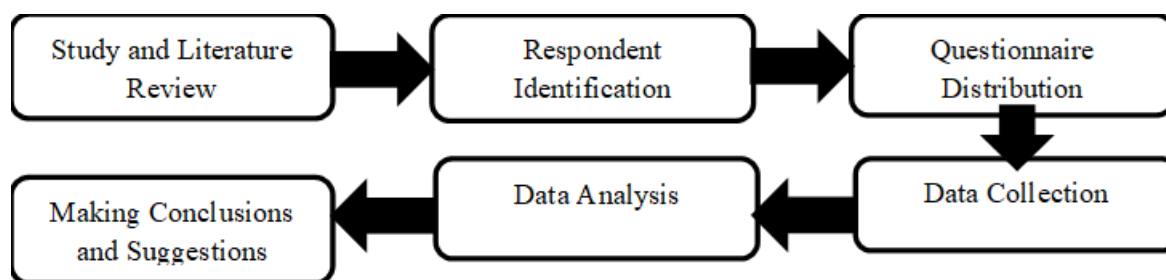 Study and Literature
Review
Respondent
Identification
Questionnaire
Distribution
Data Collection
Data Analysis
Making Conclusions
and Suggestions